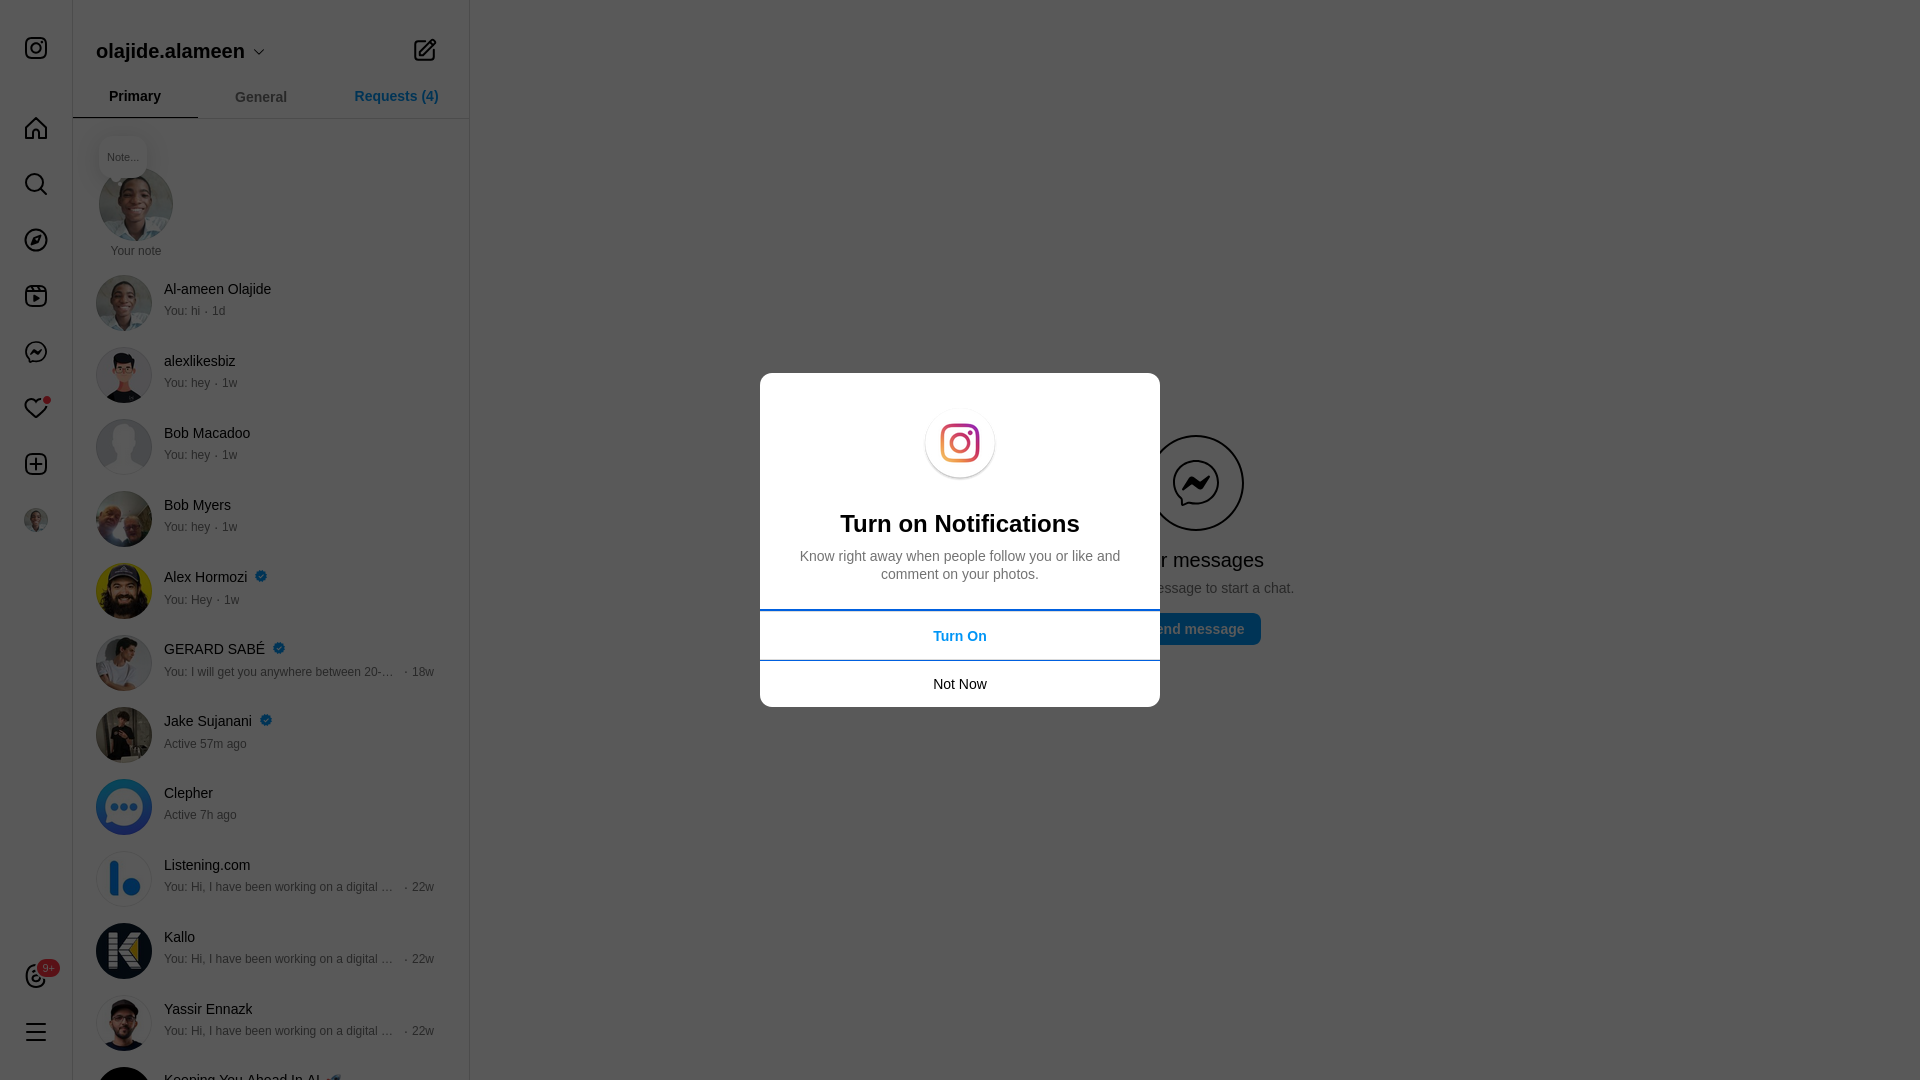 olajide.alameen
Primary
General
Requests (4)
Note...
Your note
Al-ameen Olajide
You: hi · 1d
alexlikesbiz
You: hey · 1w
Bob Macadoo
You: hey · 1w
Bob Myers
You: hey · 1w
Alex Hormozi
You: Hey · 1w
GERARD SABÉ
You: I will get you anywhere between 20-... · 18w
Jake Sujanani
Active 57m ago
Clepher
Active 7h ago
Listening.com
You: Hi, I have been working on a digital ... · 22w
Kallo
You: Hi, I have been working on a digital ... · 22w
Yassir Ennazk
You: Hi, I have been working on a digital ... · 22w
Keeping You Ahead In AI
9+
Turn on Notifications
Know right away when people follow you or like and
comment on your photos.
Turn On
Not Now
r messages
essage to start a chat.
end message